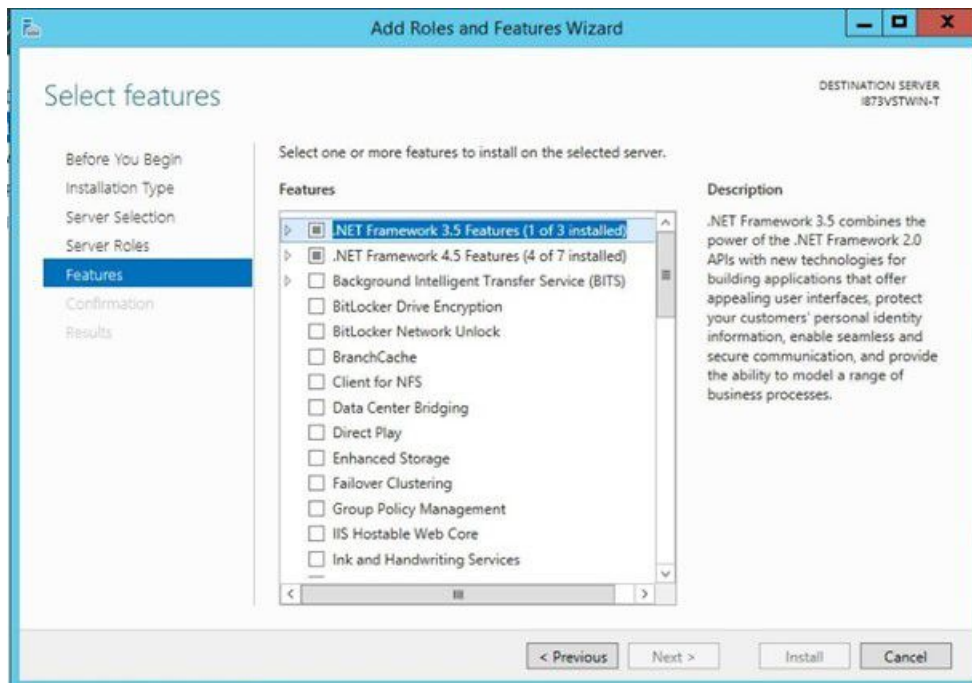 Add Roles and Features Wizard
Select features
DESTINATION SERVER
I873VSTWIN-T
Before You Begin
Installation Type
Server Selection
Server Roles
Features
Confirmation
Results
Select one or more features to install on the selected server.
Features
.NET Framework 3.5 Features (1 of 3 installed)
.NET Framework 4.5 Features (4 of 7 installed)
Background Intelligent Transfer Service (BITS)
BitLocker Drive Encryption
BitLocker Network Unlock
BranchCache
Client for NFS
Data Center Bridging
Direct Play
Enhanced Storage
Failover Clustering
Group Policy Management
IIS Hostable Web Core
Ink and Handwriting Services
Description
.NET Framework 3.5 combines the
power of the .NET Framework 2.0
APIs with new technologies for
building applications that offer
appealing user interfaces, protect
your customers' personal identity
information, enable seamless and
secure communication, and provide
the ability to model a range of
business processes.
< Previous
Next >
Install
Cancel